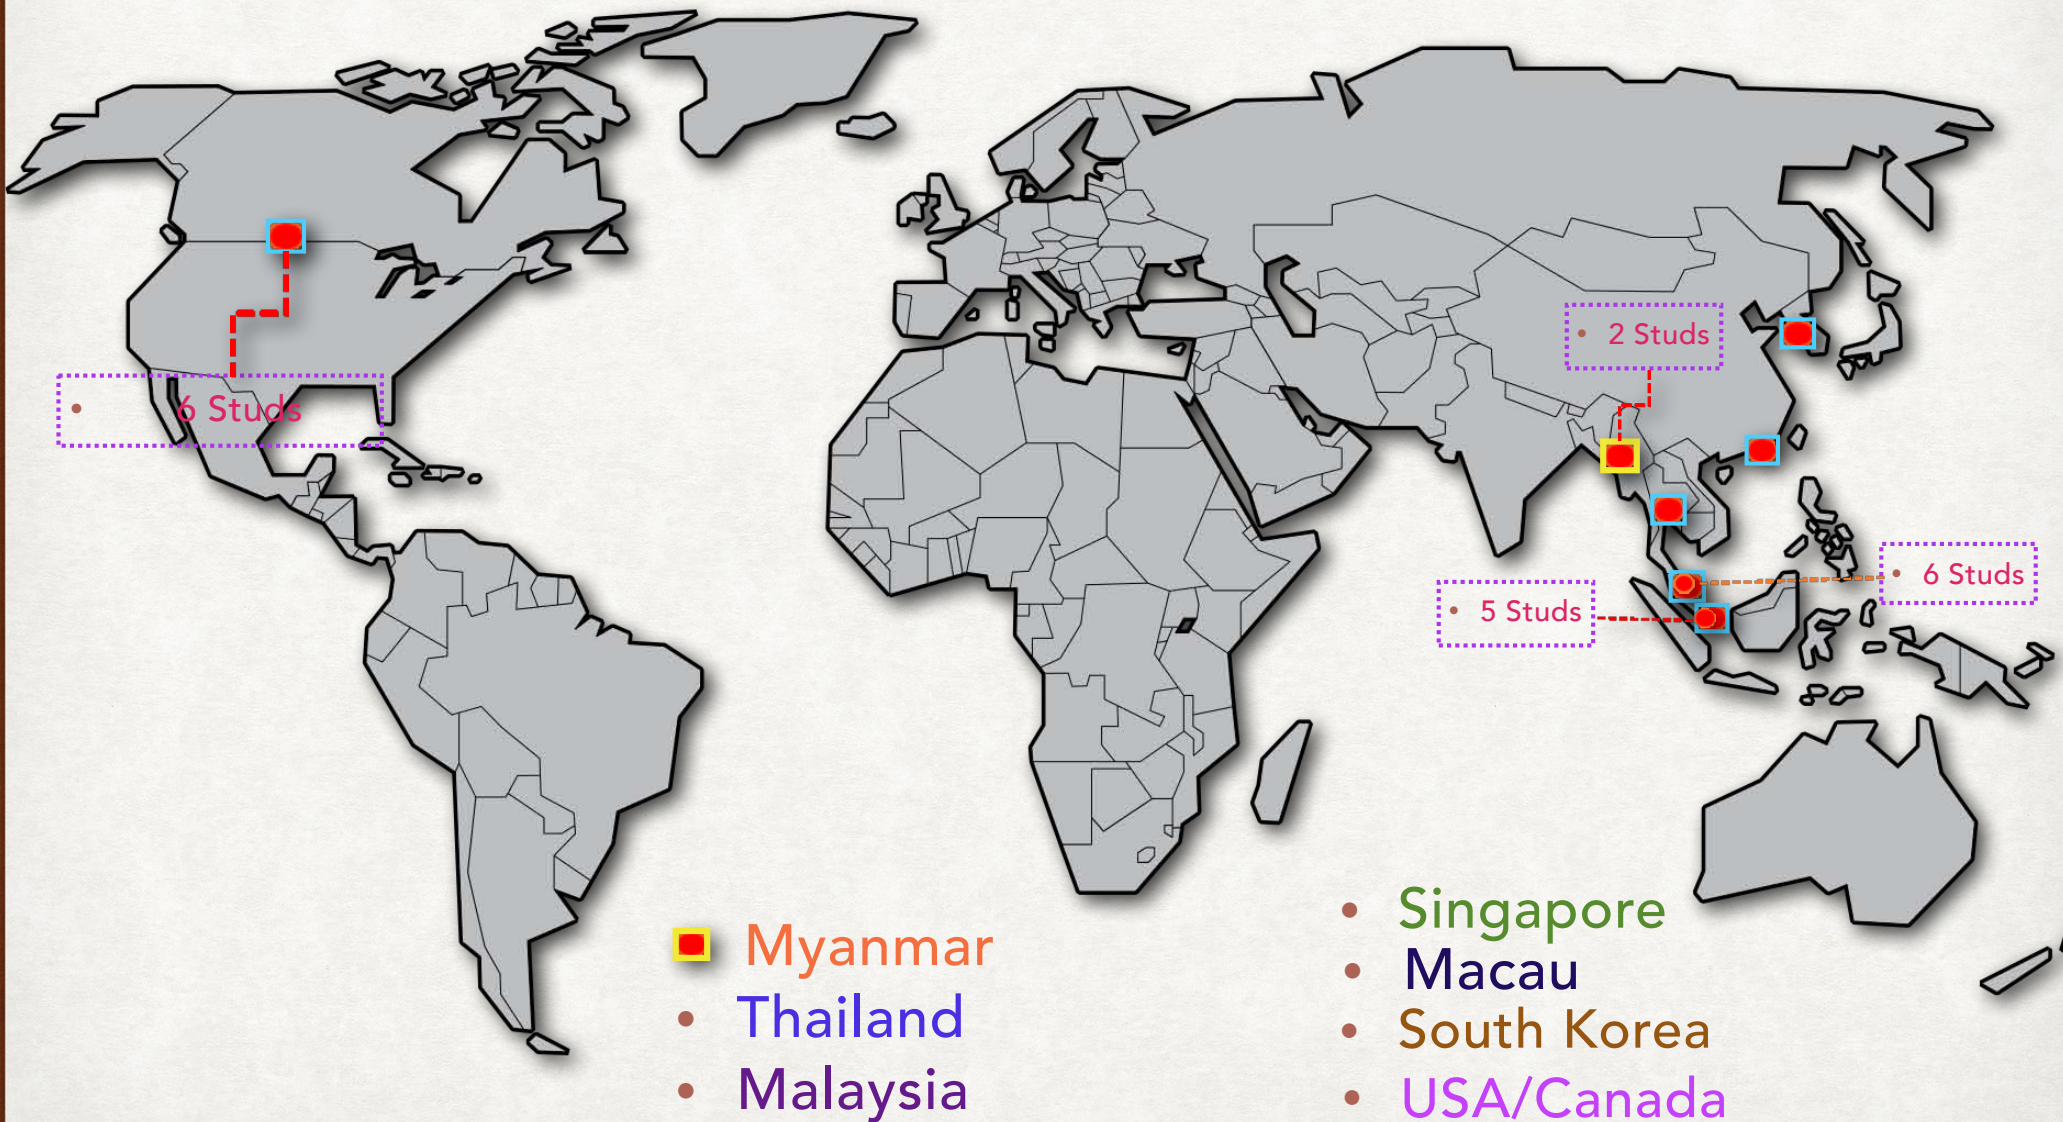 • 2 Studs
• 6 Studs
• 6 Studs
• 5 Studs
Myanmar
• Thailand
• Malaysia
• Singapore
• Macau
• South Korea
• USA/Canada